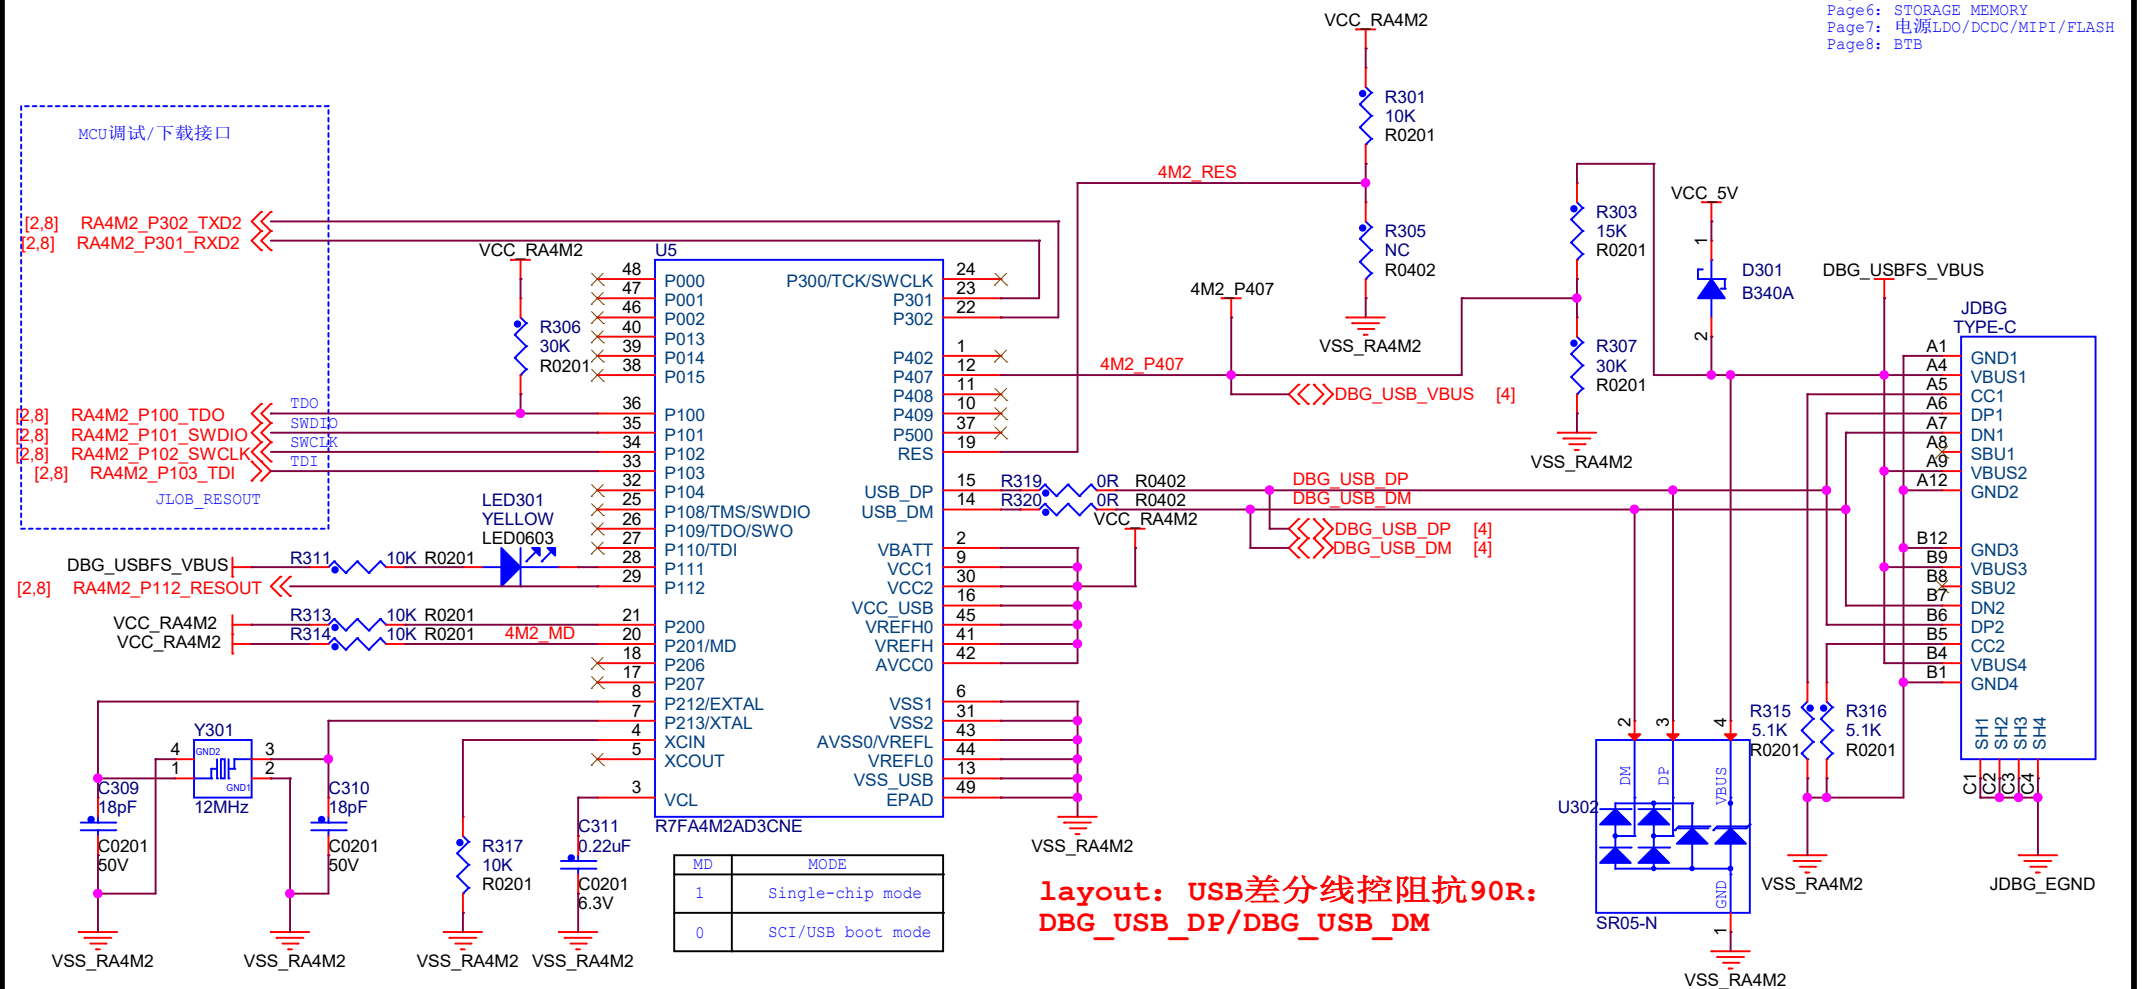 Page6: STORAGE MEMORY
Page7: 电源LDO/DCDC/MIPI/FLASH
Page8: BTB
VCC_RA4M2
R301
10K
R0201
4M2_RES
R305
NC
R0402
VSS_RA4M2
MCU调试/下载接口
[2,8] RA4M2_P302_TXD2
[2,8] RA4M2_P301_RXD2
VCC_RA4M2
R306
30K
R0201
[2,8] RA4M2_P100_TDO TDO
[2,8] RA4M2_P101_SWDIO SWDIO
[2,8] RA4M2_P102_SWCLK SWCLK
[2,8] RA4M2_P103_TDI TDI
JLOB_RESOUT
LED301
YELLOW
LED0603
DBG_USBFS_VBUS R311 10K R0201
[2,8] RA4M2_P112_RESOUT
VCC_RA4M2 R313 10K R0201
VCC_RA4M2 R314 10K R0201 4M2_MD
U5
48 P000
47 P001
46 P002
40 P013
39 P014
38 P015
36 P100
35 P101
34 P102
33 P103
32 P104
25 P108/TMS/SWDIO
26 P109/TDO/SWO
27 P110/TDI
28 P111
29 P112
21 P200
20 P201/MD
18 P206
17 P207
8 P212/EXTAL
7 P213/XTAL
4 XCIN
5 XCOUT
3 VCL
P300/TCK/SWCLK 24
P301 23
P302 22
P402 1
P407 12
P408 11
P409 10
P500 37
RES 19
USB_DP 15
USB_DM 14
VBATT 2
VCC1 9
VCC2 30
VCC_USB 16
VREFH0 45
VREFH 41
AVCC0 42
VSS1 6
VSS2 31
AVSS0/VREFL 43
VREFL0 44
VSS_USB 13
EPAD 49
R7FA4M2AD3CNE
4M2_P407
4M2_P407
DBG_USB_VBUS [4]
R319 0R R0402 DBG_USB_DP
R320 0R R0402 DBG_USB_DM
VCC_RA4M2
DBG_USB_DP [4]
DBG_USB_DM [4]
VSS_RA4M2
R303
15K
R0201
R307
30K
R0201
VSS_RA4M2
VCC_5V
1
D301
B340A
2
DBG_USBFS_VBUS
JDBG
TYPE-C
A1 GND1
A4 VBUS1
A5 CC1
A6 DP1
A7 DN1
A8 SBU1
A9 VBUS2
A12 GND2
B12 GND3
B9 VBUS3
B8 SBU2
B7 DN2
B6 DP2
B5 CC2
B4 VBUS4
B1 GND4
SH1 SH2 SH3 SH4
C1 C2 C3 C4
JDBG_EGND
R315
5.1K
R0201
R316
5.1K
R0201
VSS_RA4M2
2 3 4
DM DP VBUS
U302
GND
SR05-N
1
VSS_RA4M2
Y301
4 GND2 3
1 GND1 2
12MHz
C309
18pF
C0201
50V
C310
18pF
C0201
50V
VSS_RA4M2
VSS_RA4M2
R317
10K
R0201
VSS_RA4M2
C311
0.22uF
C0201
6.3V
VSS_RA4M2
MD MODE
1 Single-chip mode
0 SCI/USB boot mode
layout: USB差分线控阻抗90R:
DBG_USB_DP/DBG_USB_DM